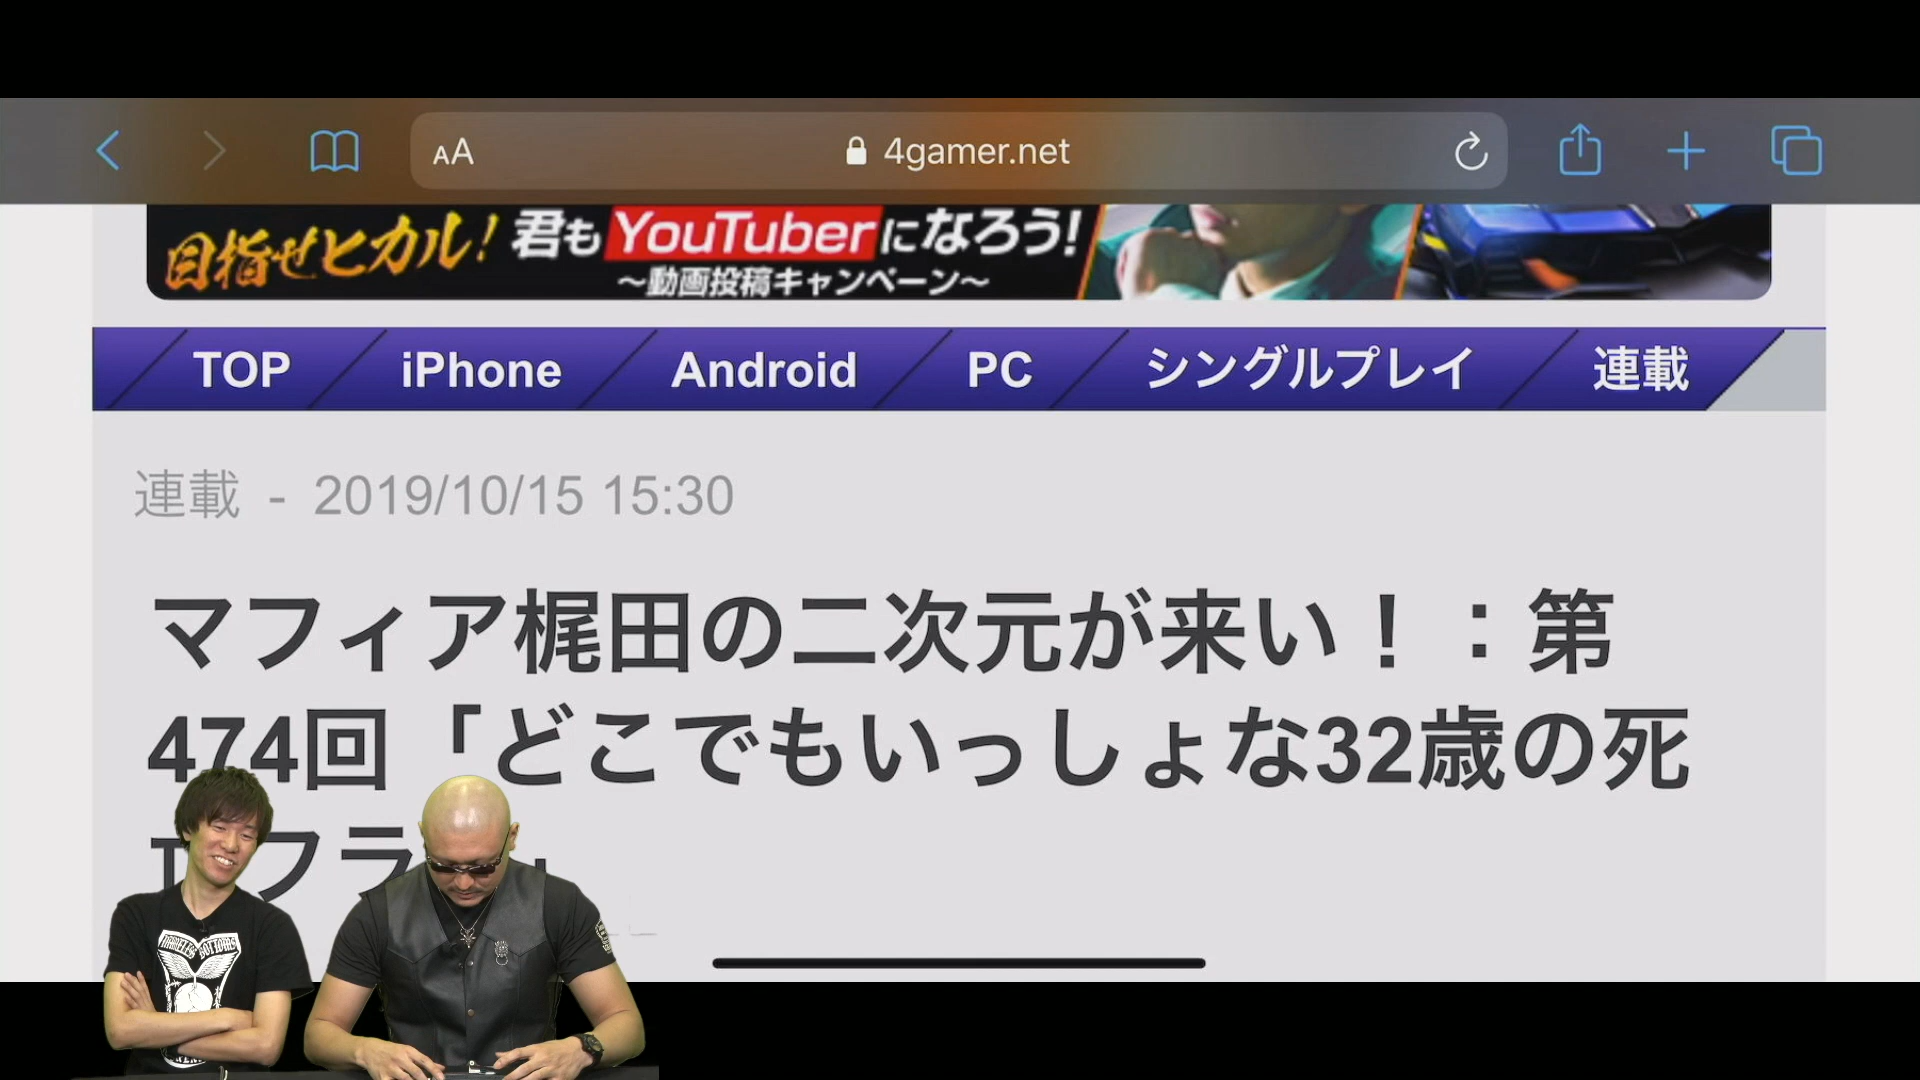 AA
4gamer.net
目指せヒカル！
君もYouTuberになろう！
～動画投稿キャンペーン～
TOP
iPhone
Android
PC
シングルプレイ
連載
連載 - 2019/10/15 15:30
マフィア梶田の二次元が来い！：第
474回「どこでもいっしょな32歳の死
フラ